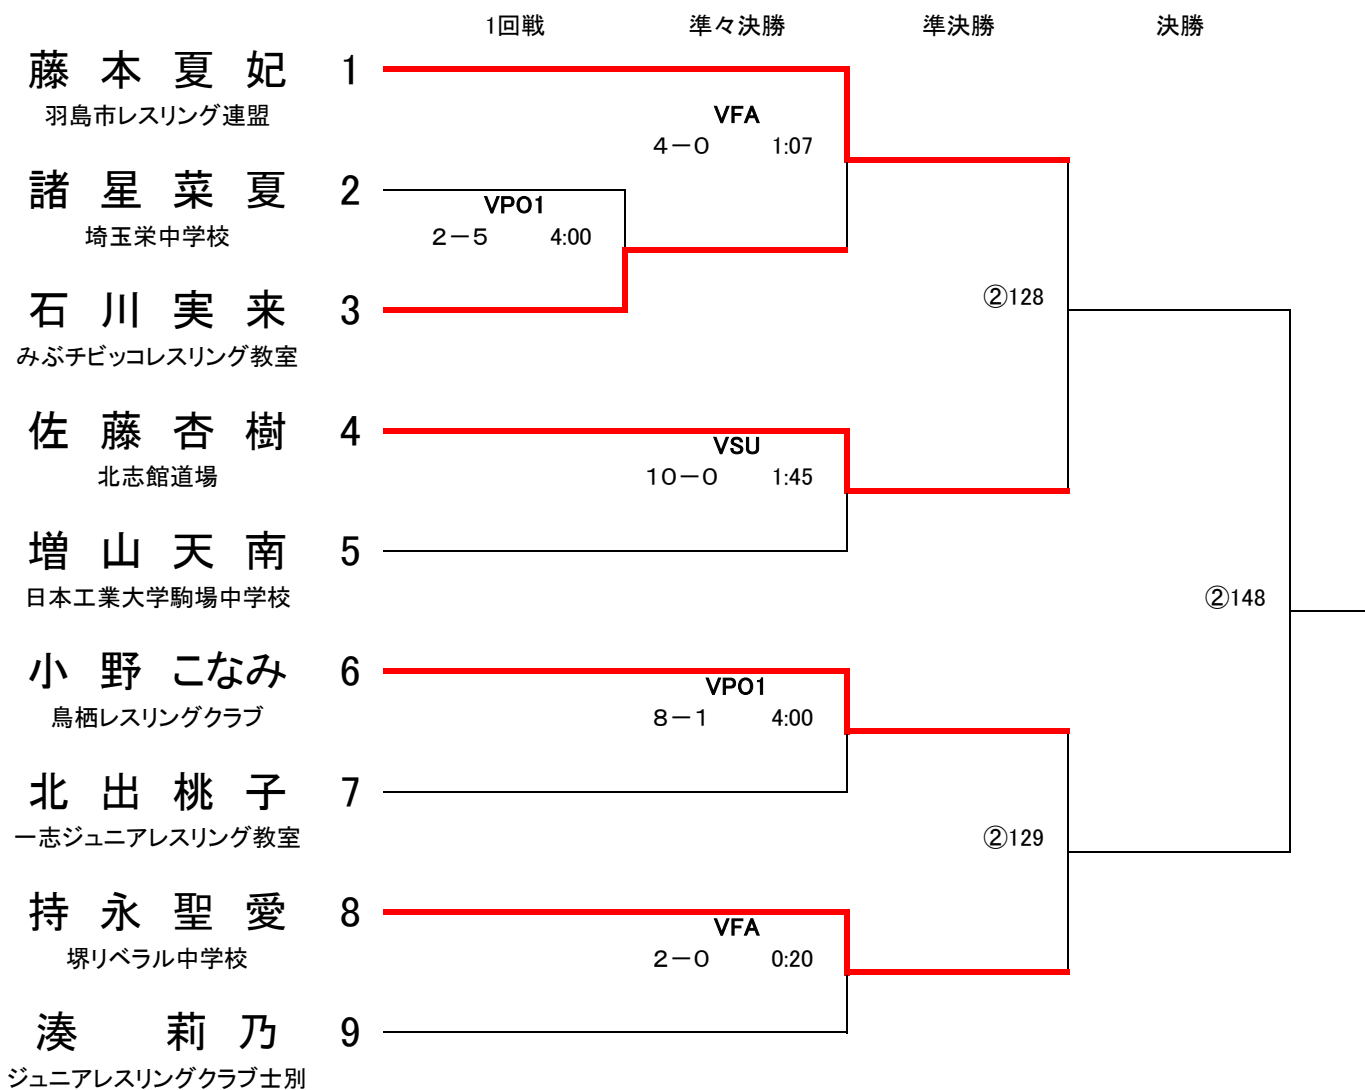 1回戦 準々決勝 準決勝 決勝
藤本夏妃 1
羽島市レスリング連盟
VFA
4－0 1:07
諸星菜夏 2
埼玉栄中学校
VPO1
2－5 4:00
石川実来 3
みぶチビッコレスリング教室
②128
佐藤杏樹 4
北志館道場
VSU
10－0 1:45
増山天南 5
日本工業大学駒場中学校
②148
小野こなみ 6
鳥栖レスリングクラブ
VPO1
8－1 4:00
北出桃子 7
一志ジュニアレスリング教室
②129
持永聖愛 8
堺リベラル中学校
VFA
2－0 0:20
湊莉乃 9
ジュニアレスリングクラブ士別